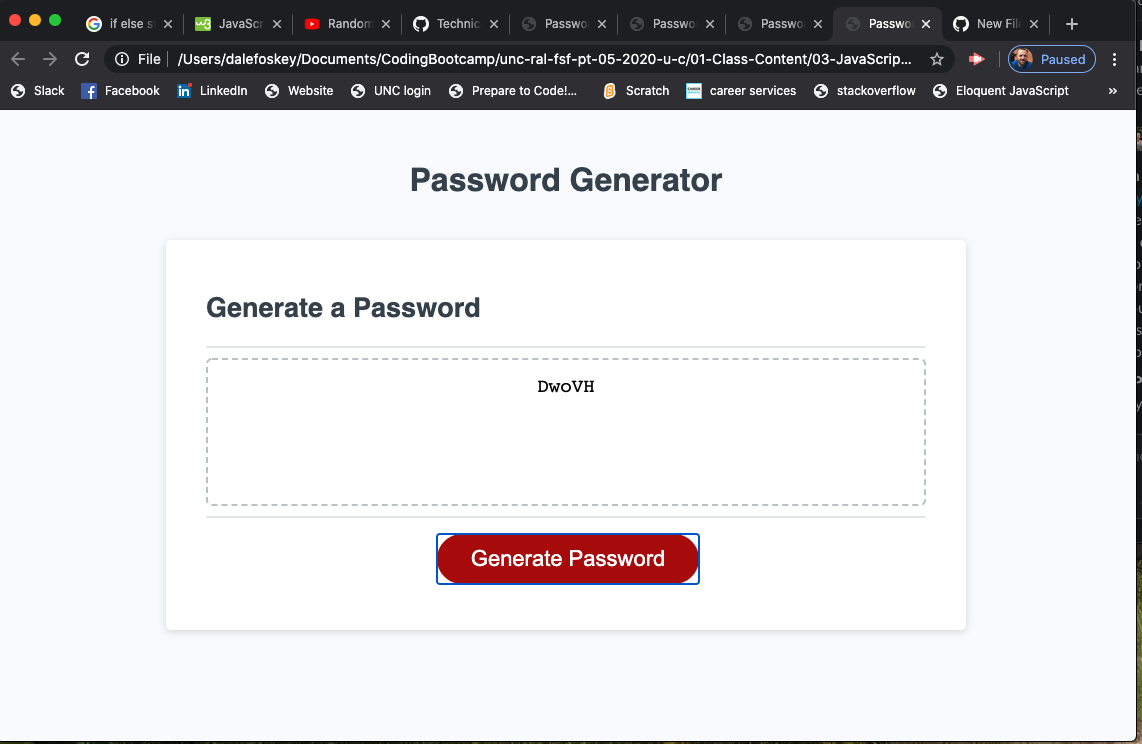 if else s JavaScr Random Technic Passwo Passwo Passwo Passwo New File
File /Users/dalefoskey/Documents/CodingBootcamp/unc-ral-fsf-pt-05-2020-u-c/01-Class-Content/03-JavaScrip... Paused
Slack Facebook LinkedIn Website UNC login Prepare to Code!... Scratch career services stackoverflow Eloquent JavaScript »
Password Generator
Generate a Password
DwoVH
Generate Password